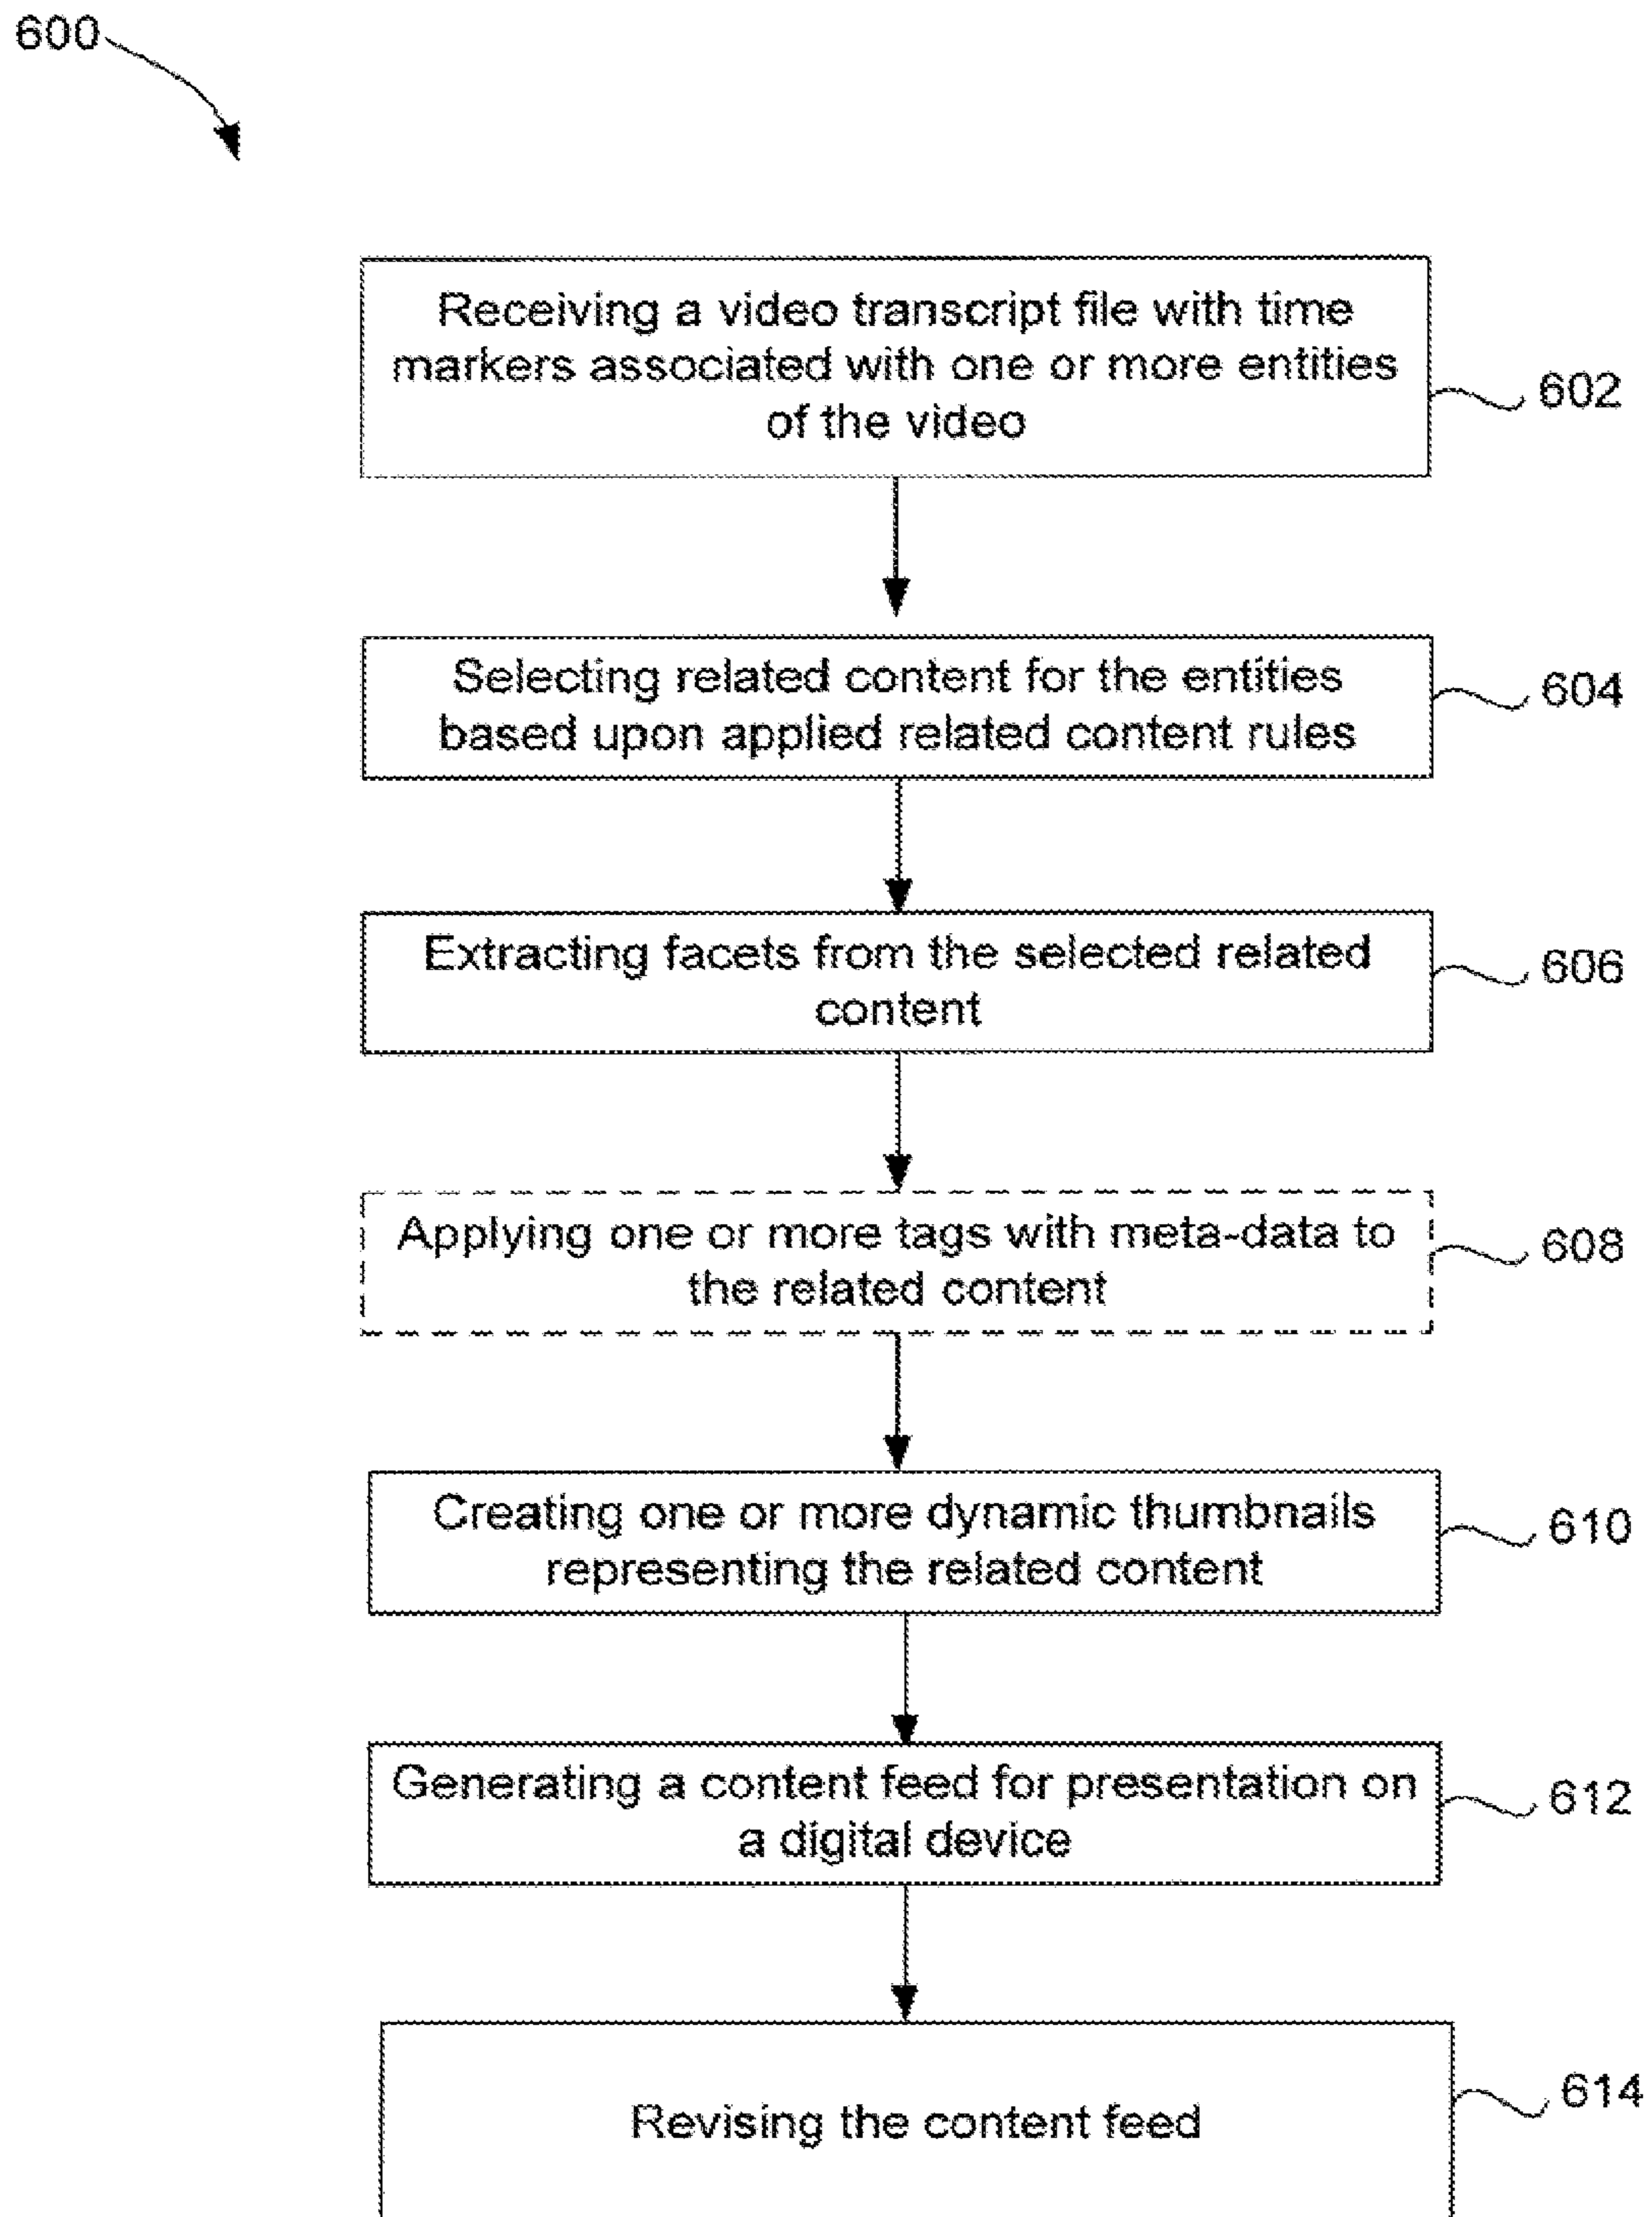 600
Receiving a video transcript file with time
markers associated with one or more entities
of the video
602
Selecting related content for the entities
based upon applied related content rules
604
Extracting facets from the selected related
content
606
Applying one or more tags with meta-data to
the related content
608
Creating one or more dynamic thumbnails
representing the related content
610
Generating a content feed for presentation on
a digital device
612
Revising the content feed
614